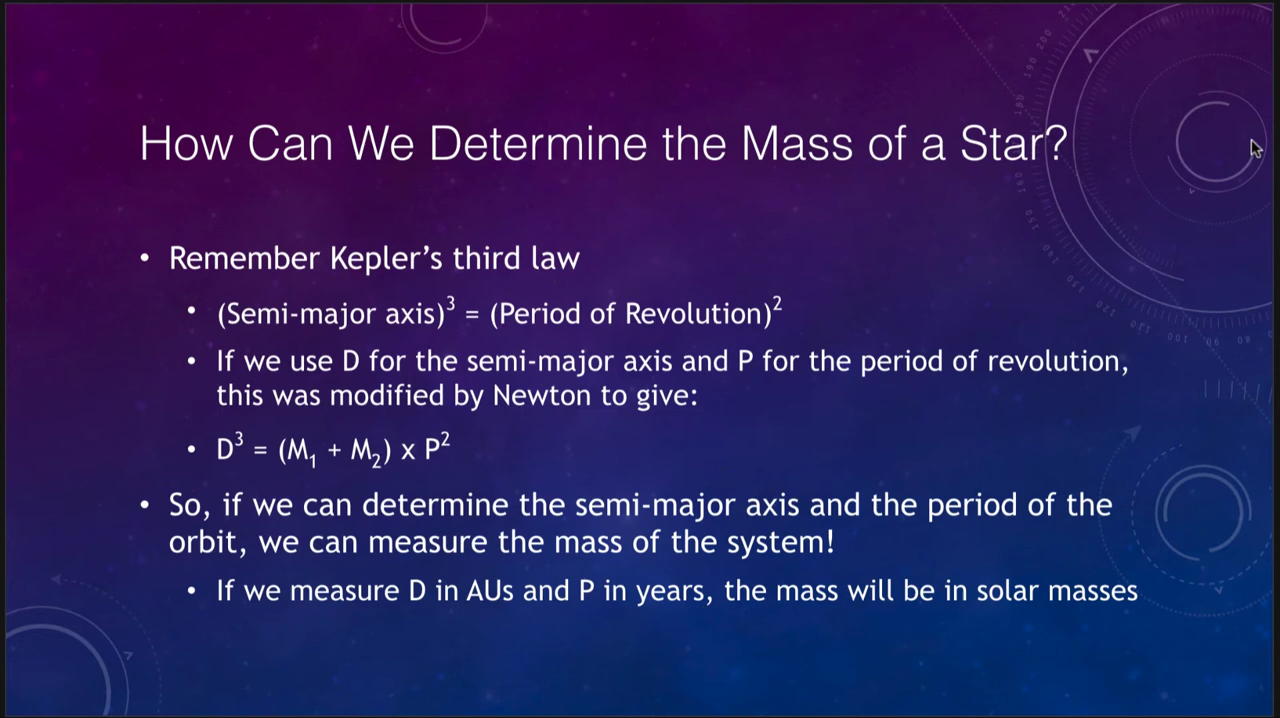 How Can We Determine the Mass of a Star?
• Remember Kepler’s third law
• (Semi-major axis)³ = (Period of Revolution)²
• If we use D for the semi-major axis and P for the period of revolution,
this was modified by Newton to give:
• D³ = (M₁ + M₂) x P²
• So, if we can determine the semi-major axis and the period of the
orbit, we can measure the mass of the system!
• If we measure D in AUs and P in years, the mass will be in solar masses